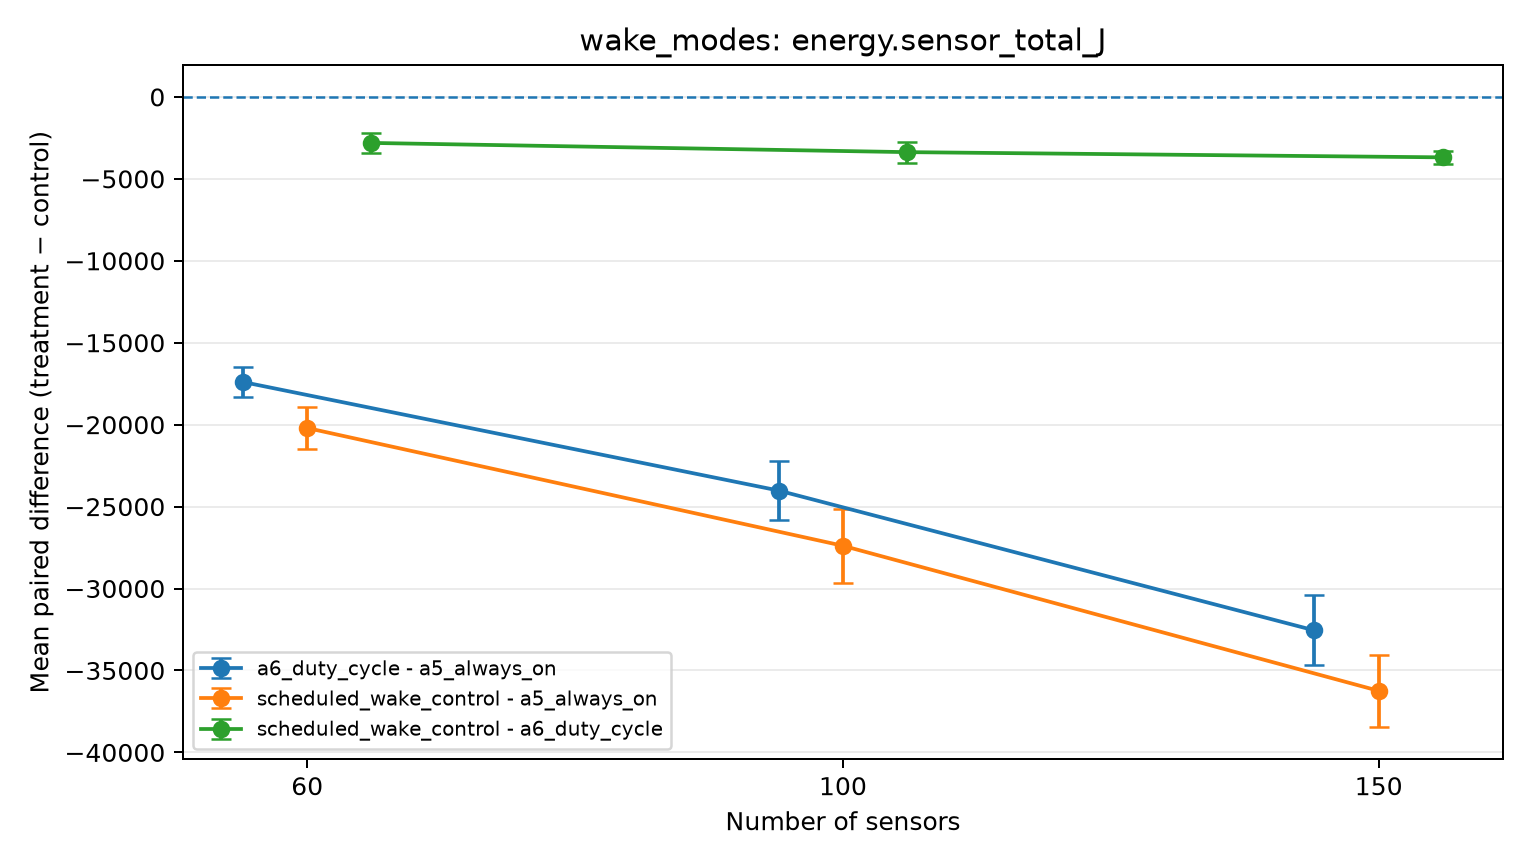 wake_modes: energy.sensor_total_J
Mean paired difference (treatment − control)
0
−5000
−10000
−15000
−20000
−25000
−30000
−35000
−40000
a6_duty_cycle - a5_always_on
scheduled_wake_control - a5_always_on
scheduled_wake_control - a6_duty_cycle
60
100
150
Number of sensors